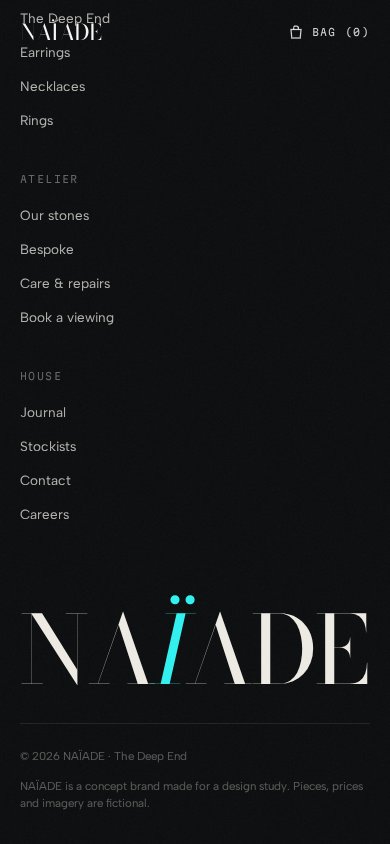 The Deep End
NAÏADE
BAG (0)
Earrings
Necklaces
Rings
ATELIER
Our stones
Bespoke
Care & repairs
Book a viewing
HOUSE
Journal
Stockists
Contact
Careers
NAÏADE
© 2026 NAÏADE · The Deep End
NAÏADE is a concept brand made for a design study. Pieces, prices
and imagery are fictional.